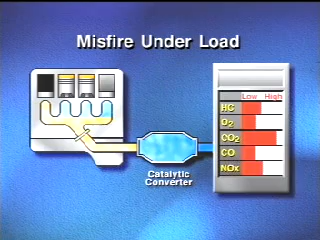 Misfire Under Load
Low High
HC
O2
CO2
CO
NOx
Catalytic
Converter